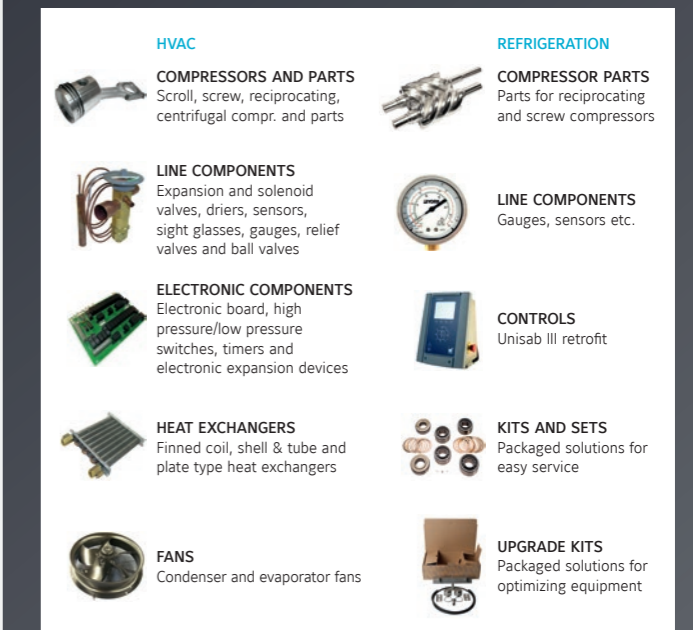 HVAC
COMPRESSORS AND PARTS
Scroll, screw, reciprocating,
centrifugal compr. and parts
LINE COMPONENTS
Expansion and solenoid
valves, driers, sensors,
sight glasses, gauges, relief
valves and ball valves
ELECTRONIC COMPONENTS
Electronic board, high
pressure/low pressure
switches, timers and
electronic expansion devices
HEAT EXCHANGERS
Finned coil, shell & tube and
plate type heat exchangers
FANS
Condenser and evaporator fans
REFRIGERATION
COMPRESSOR PARTS
Parts for reciprocating
and screw compressors
LINE COMPONENTS
Gauges, sensors etc.
CONTROLS
Unisab III retrofit
KITS AND SETS
Packaged solutions for
easy service
UPGRADE KITS
Packaged solutions for
optimizing equipment